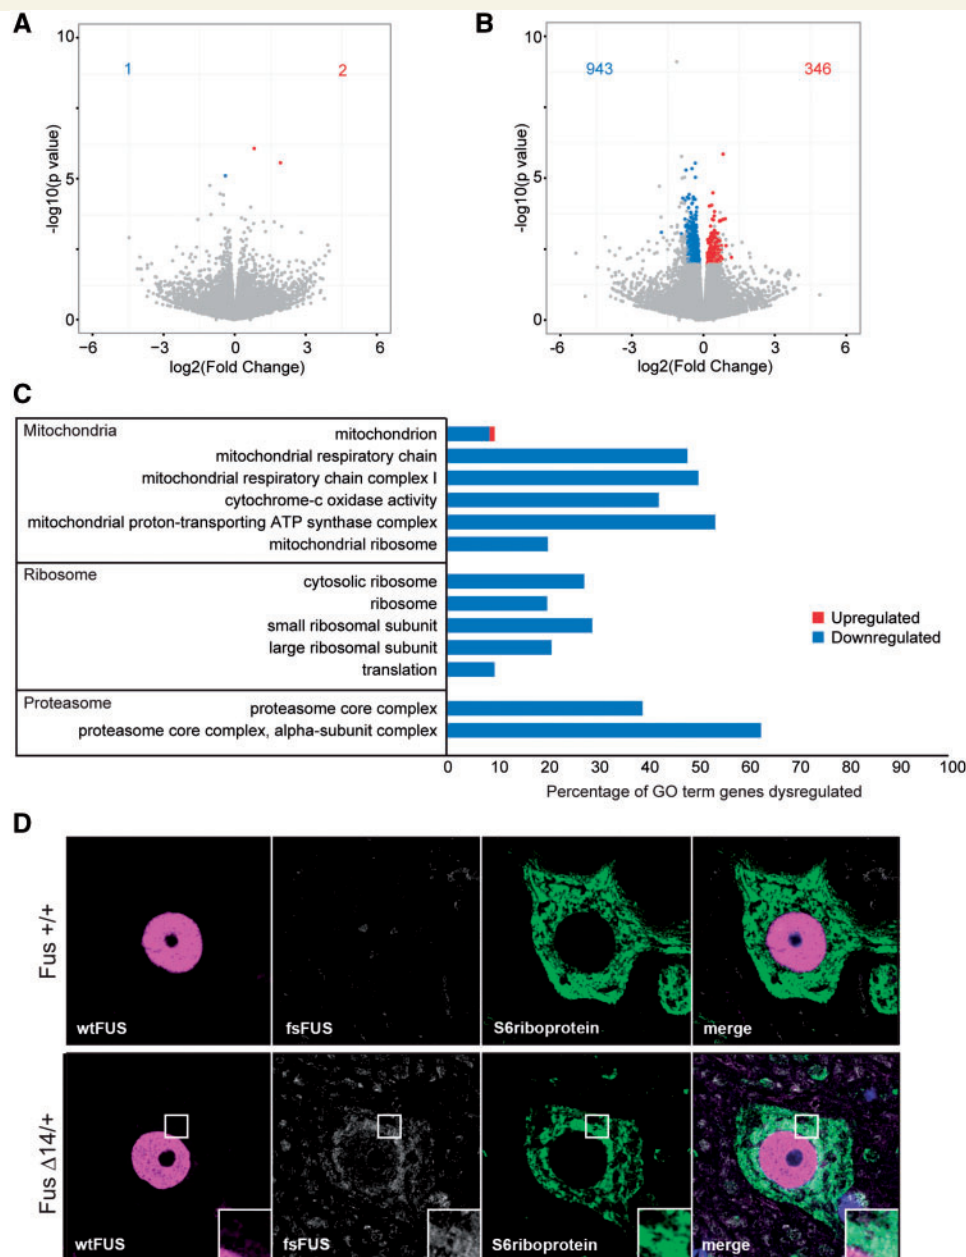 A
10
5
0
-log10(p value)
1
2
−6
−3
0
3
6
log2(Fold Change)
B
10
5
0
-log10(p value)
943
346
-6
-3
0
3
6
log2(Fold Change)
C
Mitochondria
mitochondrion
mitochondrial respiratory chain
mitochondrial respiratory chain complex I
cytochrome-c oxidase activity
mitochondrial proton-transporting ATP synthase complex
mitochondrial ribosome
Ribosome
cytosolic ribosome
ribosome
small ribosomal subunit
large ribosomal subunit
translation
Proteasome
proteasome core complex
proteasome core complex, alpha-subunit complex
Upregulated
Downregulated
0 10 20 30 40 50 60 70 80 90 100
Percentage of GO term genes dysregulated
D
Fus +/+
wtFUS
fsFUS
S6riboprotein
merge
Fus Δ14/+
wtFUS
fsFUS
S6riboprotein
merge